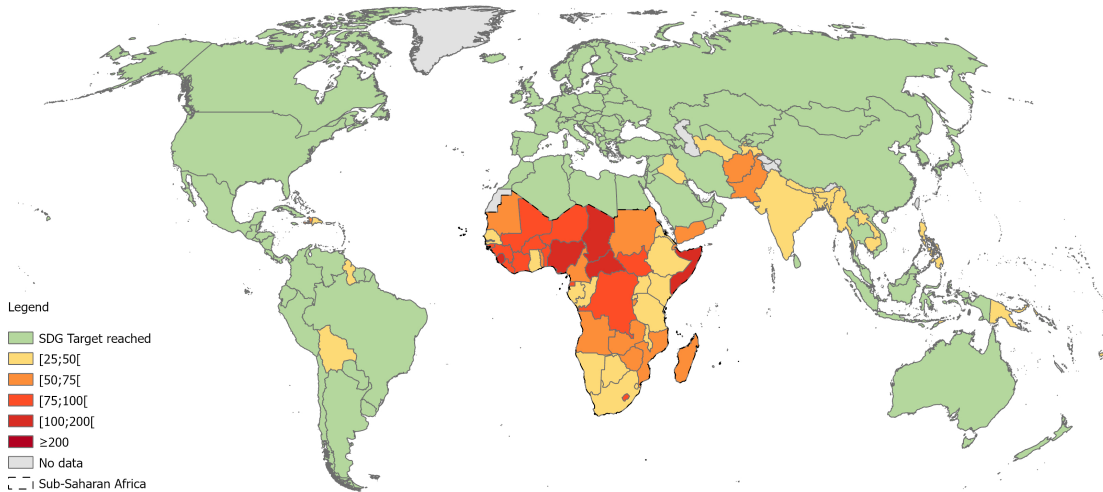 Legend
SDG Target reached
[25;50[
[50;75[
[75;100[
[100;200[
≥200
No data
Sub-Saharan Africa